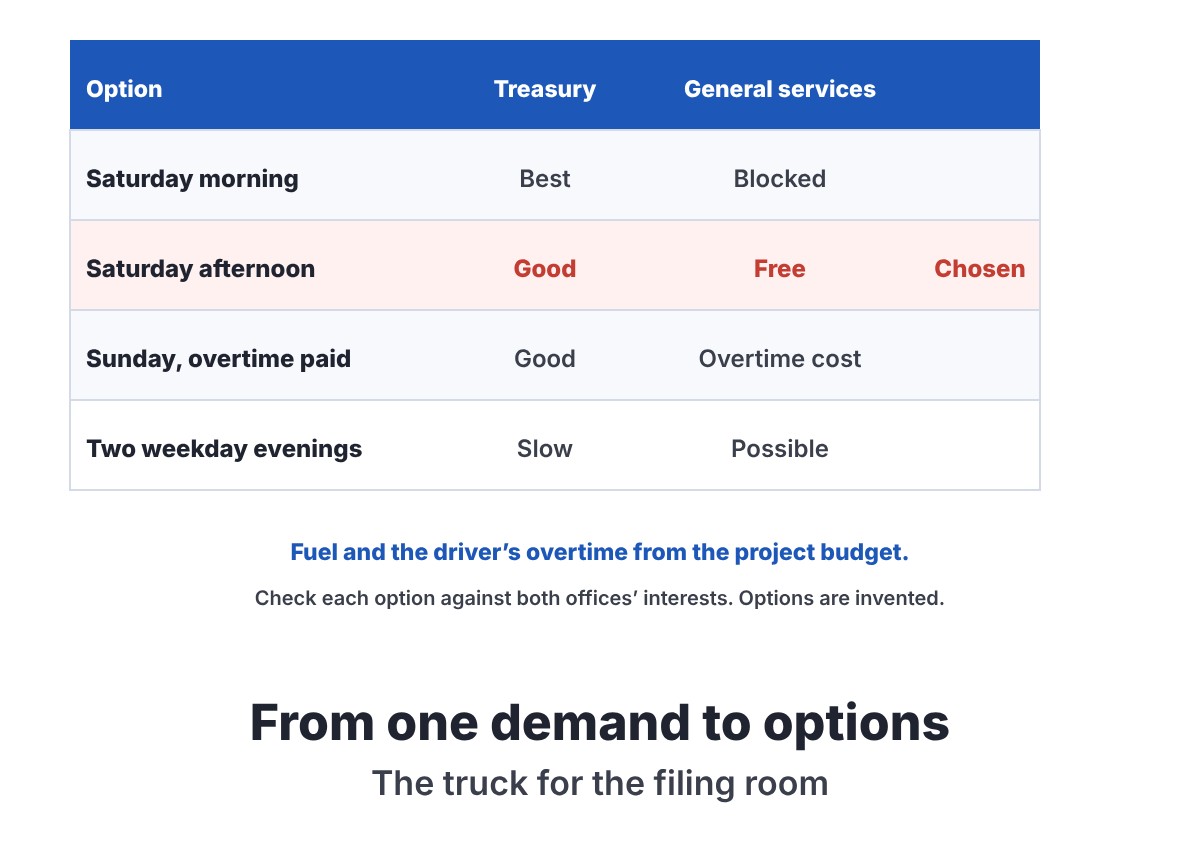 Option Treasury General services
Saturday morning Best Blocked
Saturday afternoon Good Free Chosen
Sunday, overtime paid Good Overtime cost
Two weekday evenings Slow Possible
Fuel and the driver’s overtime from the project budget.
Check each option against both offices’ interests. Options are invented.
From one demand to options
The truck for the filing room